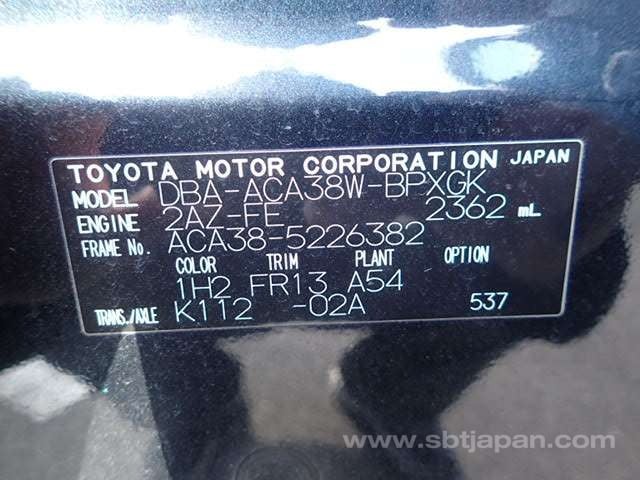 TOYOTA MOTOR CORPORATION JAPAN
MODEL DBA-ACA38W-BPXGK
ENGINE 2AZ-FE 2362 mL
FRAME No. ACA38-5226382
COLOR TRIM PLANT OPTION
1H2 FR13 A54
TRANS./AXLE K112 -02A 537
www.sbtjapan.com